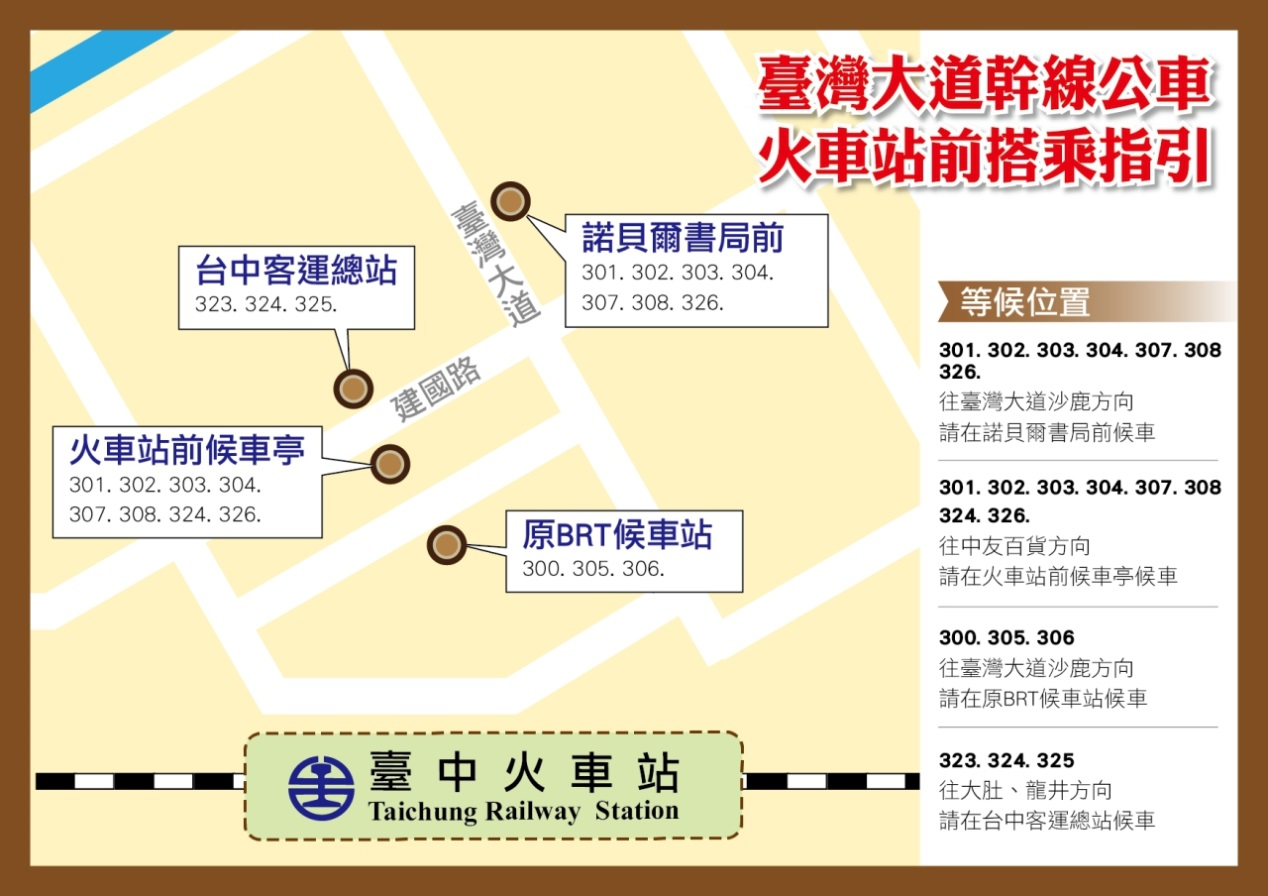 臺灣大道幹線公車
火車站前搭乘指引
臺灣大道
諾貝爾書局前
301. 302. 303. 304.
307. 308. 326.
台中客運總站
323. 324. 325.
建國路
火車站前候車亭
301. 302. 303. 304.
307. 308. 324. 326.
原BRT候車站
300. 305. 306.
臺中火車站
Taichung Railway Station
等候位置
301. 302. 303. 304. 307. 308
326.
往臺灣大道沙鹿方向
請在諾貝爾書局前候車
301. 302. 303. 304. 307. 308
324. 326.
往中友百貨方向
請在火車站前候車亭候車
300. 305. 306
往臺灣大道沙鹿方向
請在原BRT候車站候車
323. 324. 325
往大肚、龍井方向
請在台中客運總站候車